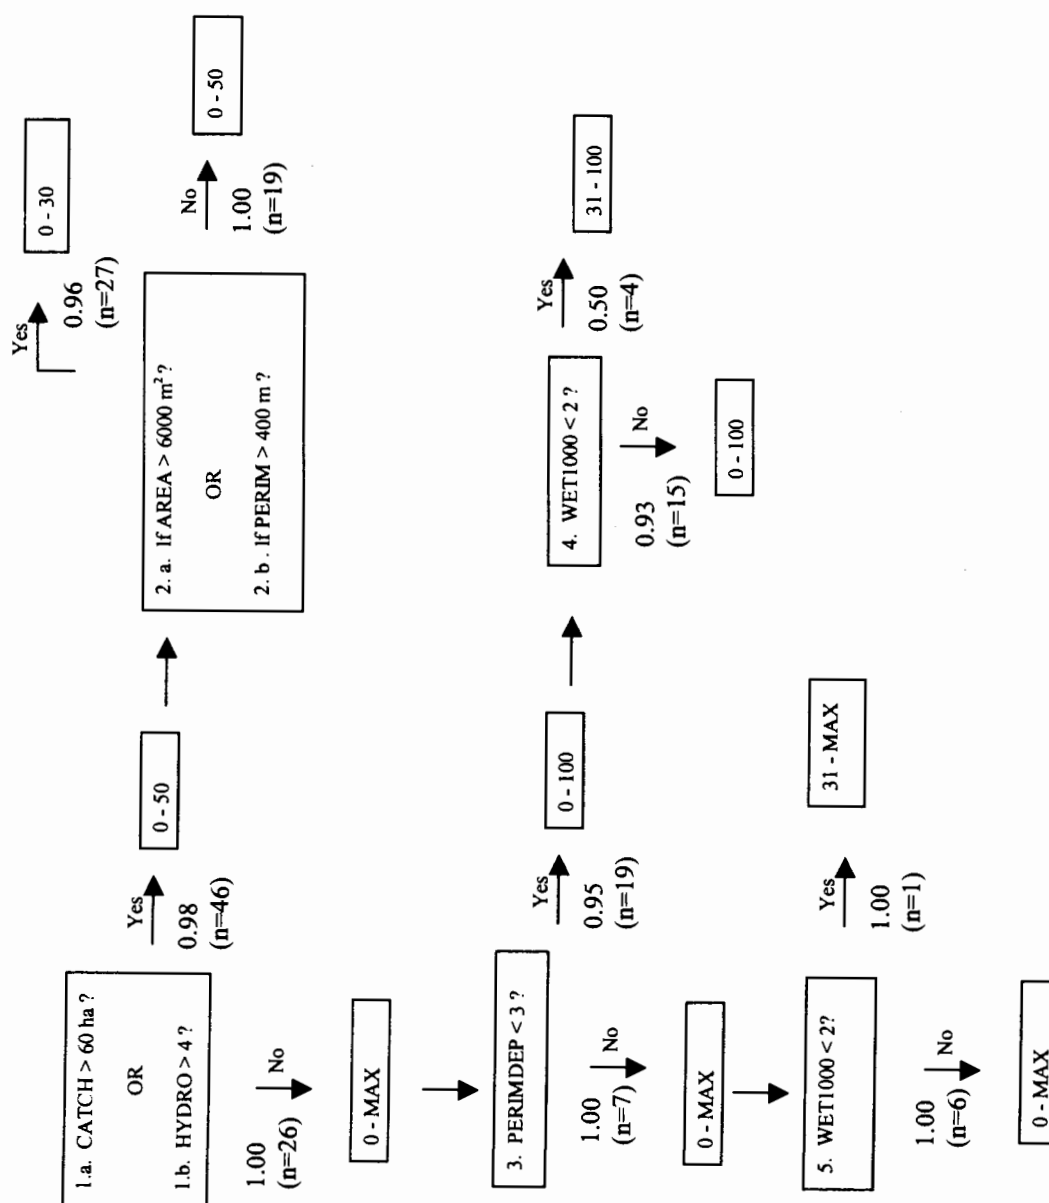 1.a. CATCH > 60 ha ?
OR
1.b. HYDRO > 4 ?
Yes
0.98
(n=46)
0 - 50
2. a. If AREA > 6000 m² ?
OR
2. b . If PERIM > 400 m ?
Yes
0.96
(n=27)
0 - 30
No
1.00
(n=19)
0 - 50
1.00
(n=26)
No
0 - MAX
3. PERIMDEP < 3 ?
Yes
0.95
(n=19)
0 - 100
4. WET1000 < 2 ?
Yes
0.50
(n=4)
31 - 100
0.93
(n=15)
No
0 - 100
1.00
(n=7)
No
0 - MAX
5. WET1000 < 2?
Yes
1.00
(n=1)
31 - MAX
1.00
(n=6)
No
0 - MAX